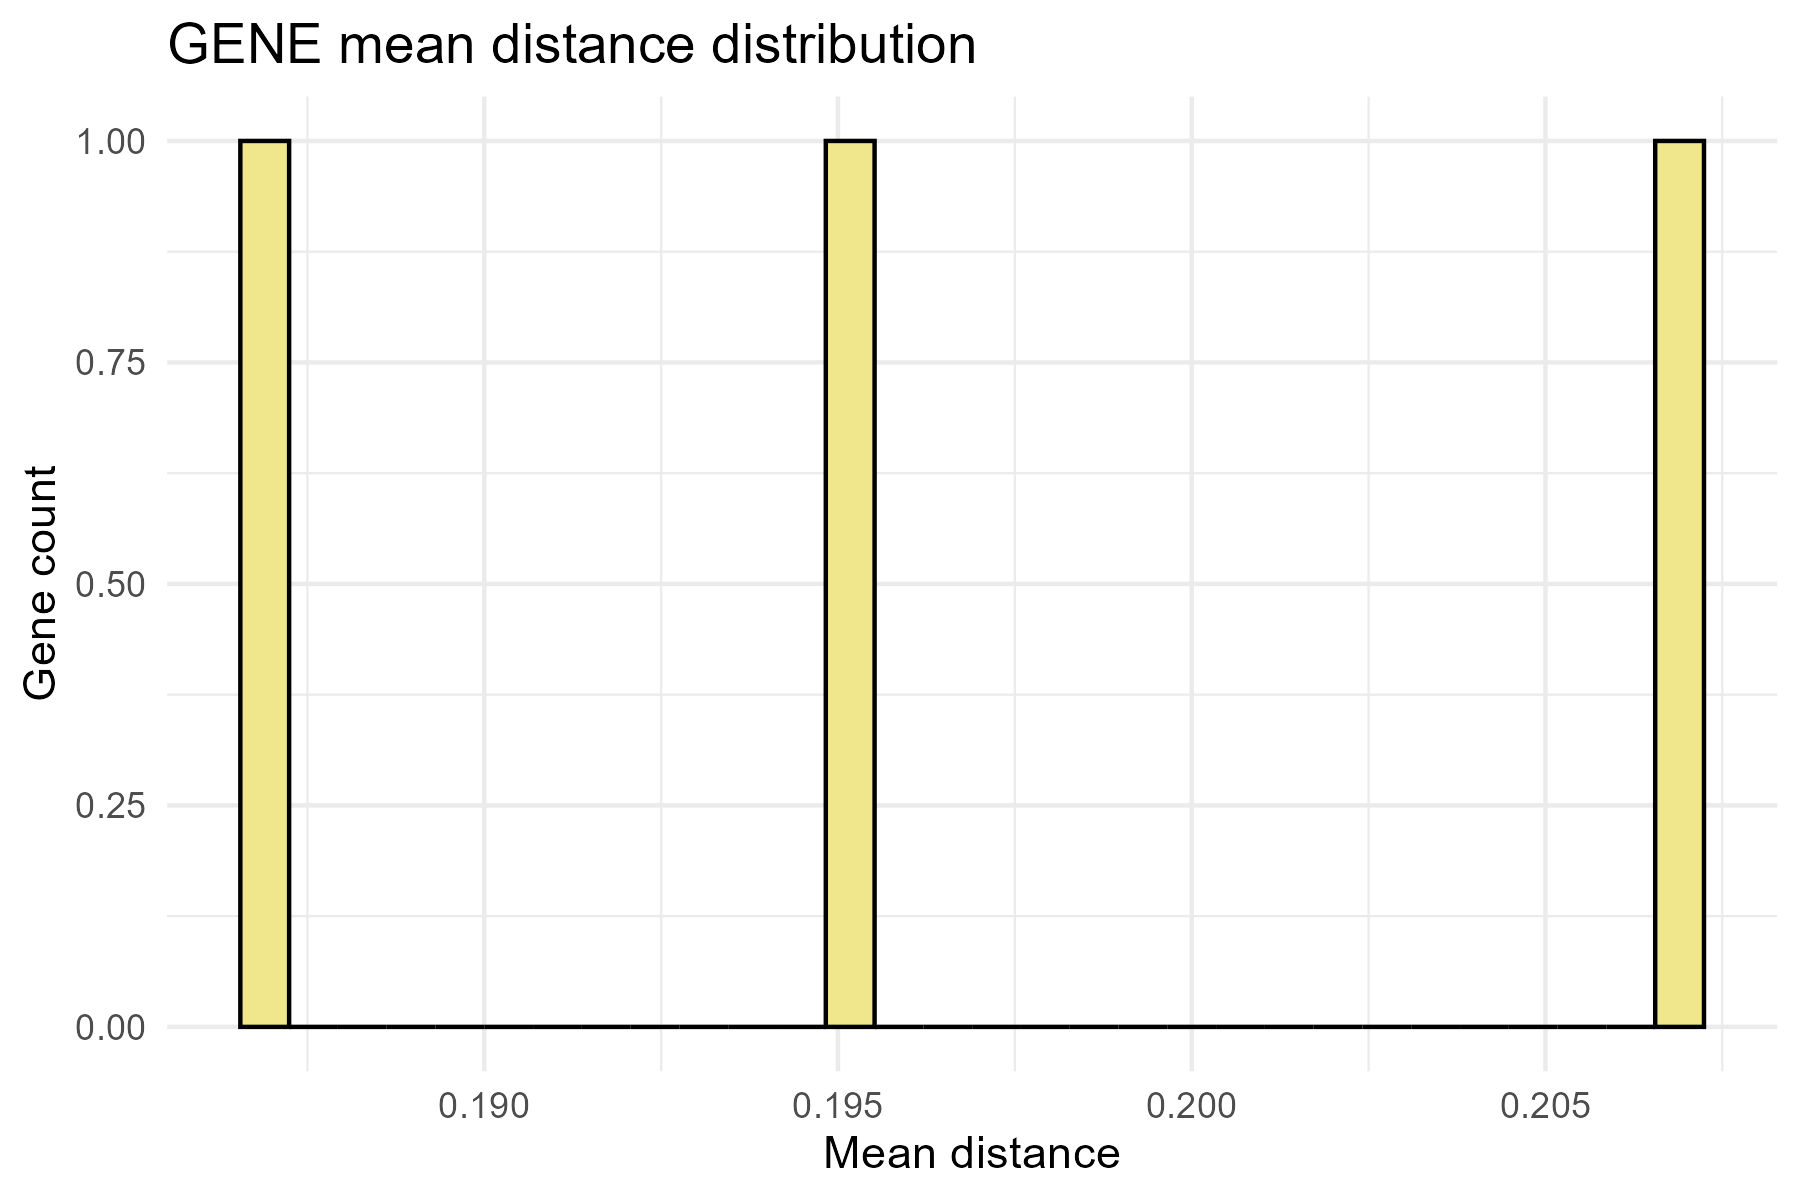 GENE mean distance distribution
1.00
0.75
0.50
0.25
0.00
Gene count
0.190 0.195 0.200 0.205
Mean distance